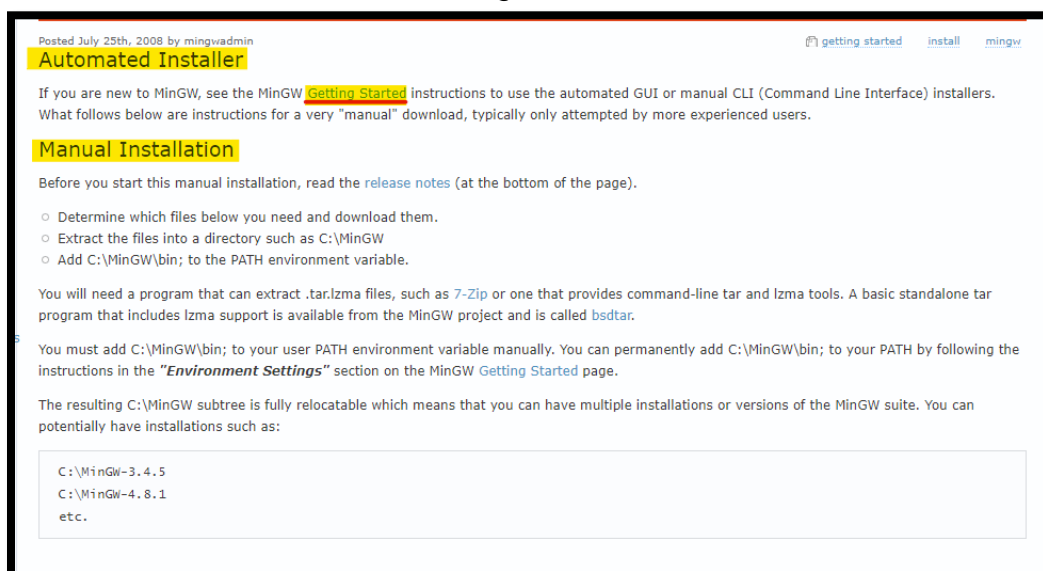 Posted July 25th, 2008 by mingwadmin
getting started install mingw
Automated Installer
If you are new to MinGW, see the MinGW Getting Started instructions to use the automated GUI or manual CLI (Command Line Interface) installers.
What follows below are instructions for a very "manual" download, typically only attempted by more experienced users.
Manual Installation
Before you start this manual installation, read the release notes (at the bottom of the page).
Determine which files below you need and download them.
Extract the files into a directory such as C:\MinGW
Add C:\MinGW\bin; to the PATH environment variable.
You will need a program that can extract .tar.lzma files, such as 7-Zip or one that provides command-line tar and lzma tools. A basic standalone tar
program that includes lzma support is available from the MinGW project and is called bsdtar.
s
You must add C:\MinGW\bin; to your user PATH environment variable manually. You can permanently add C:\MinGW\bin; to your PATH by following the
instructions in the "Environment Settings" section on the MinGW Getting Started page.
The resulting C:\MinGW subtree is fully relocatable which means that you can have multiple installations or versions of the MinGW suite. You can
potentially have installations such as:
C:\MinGW-3.4.5
C:\MinGW-4.8.1
etc.